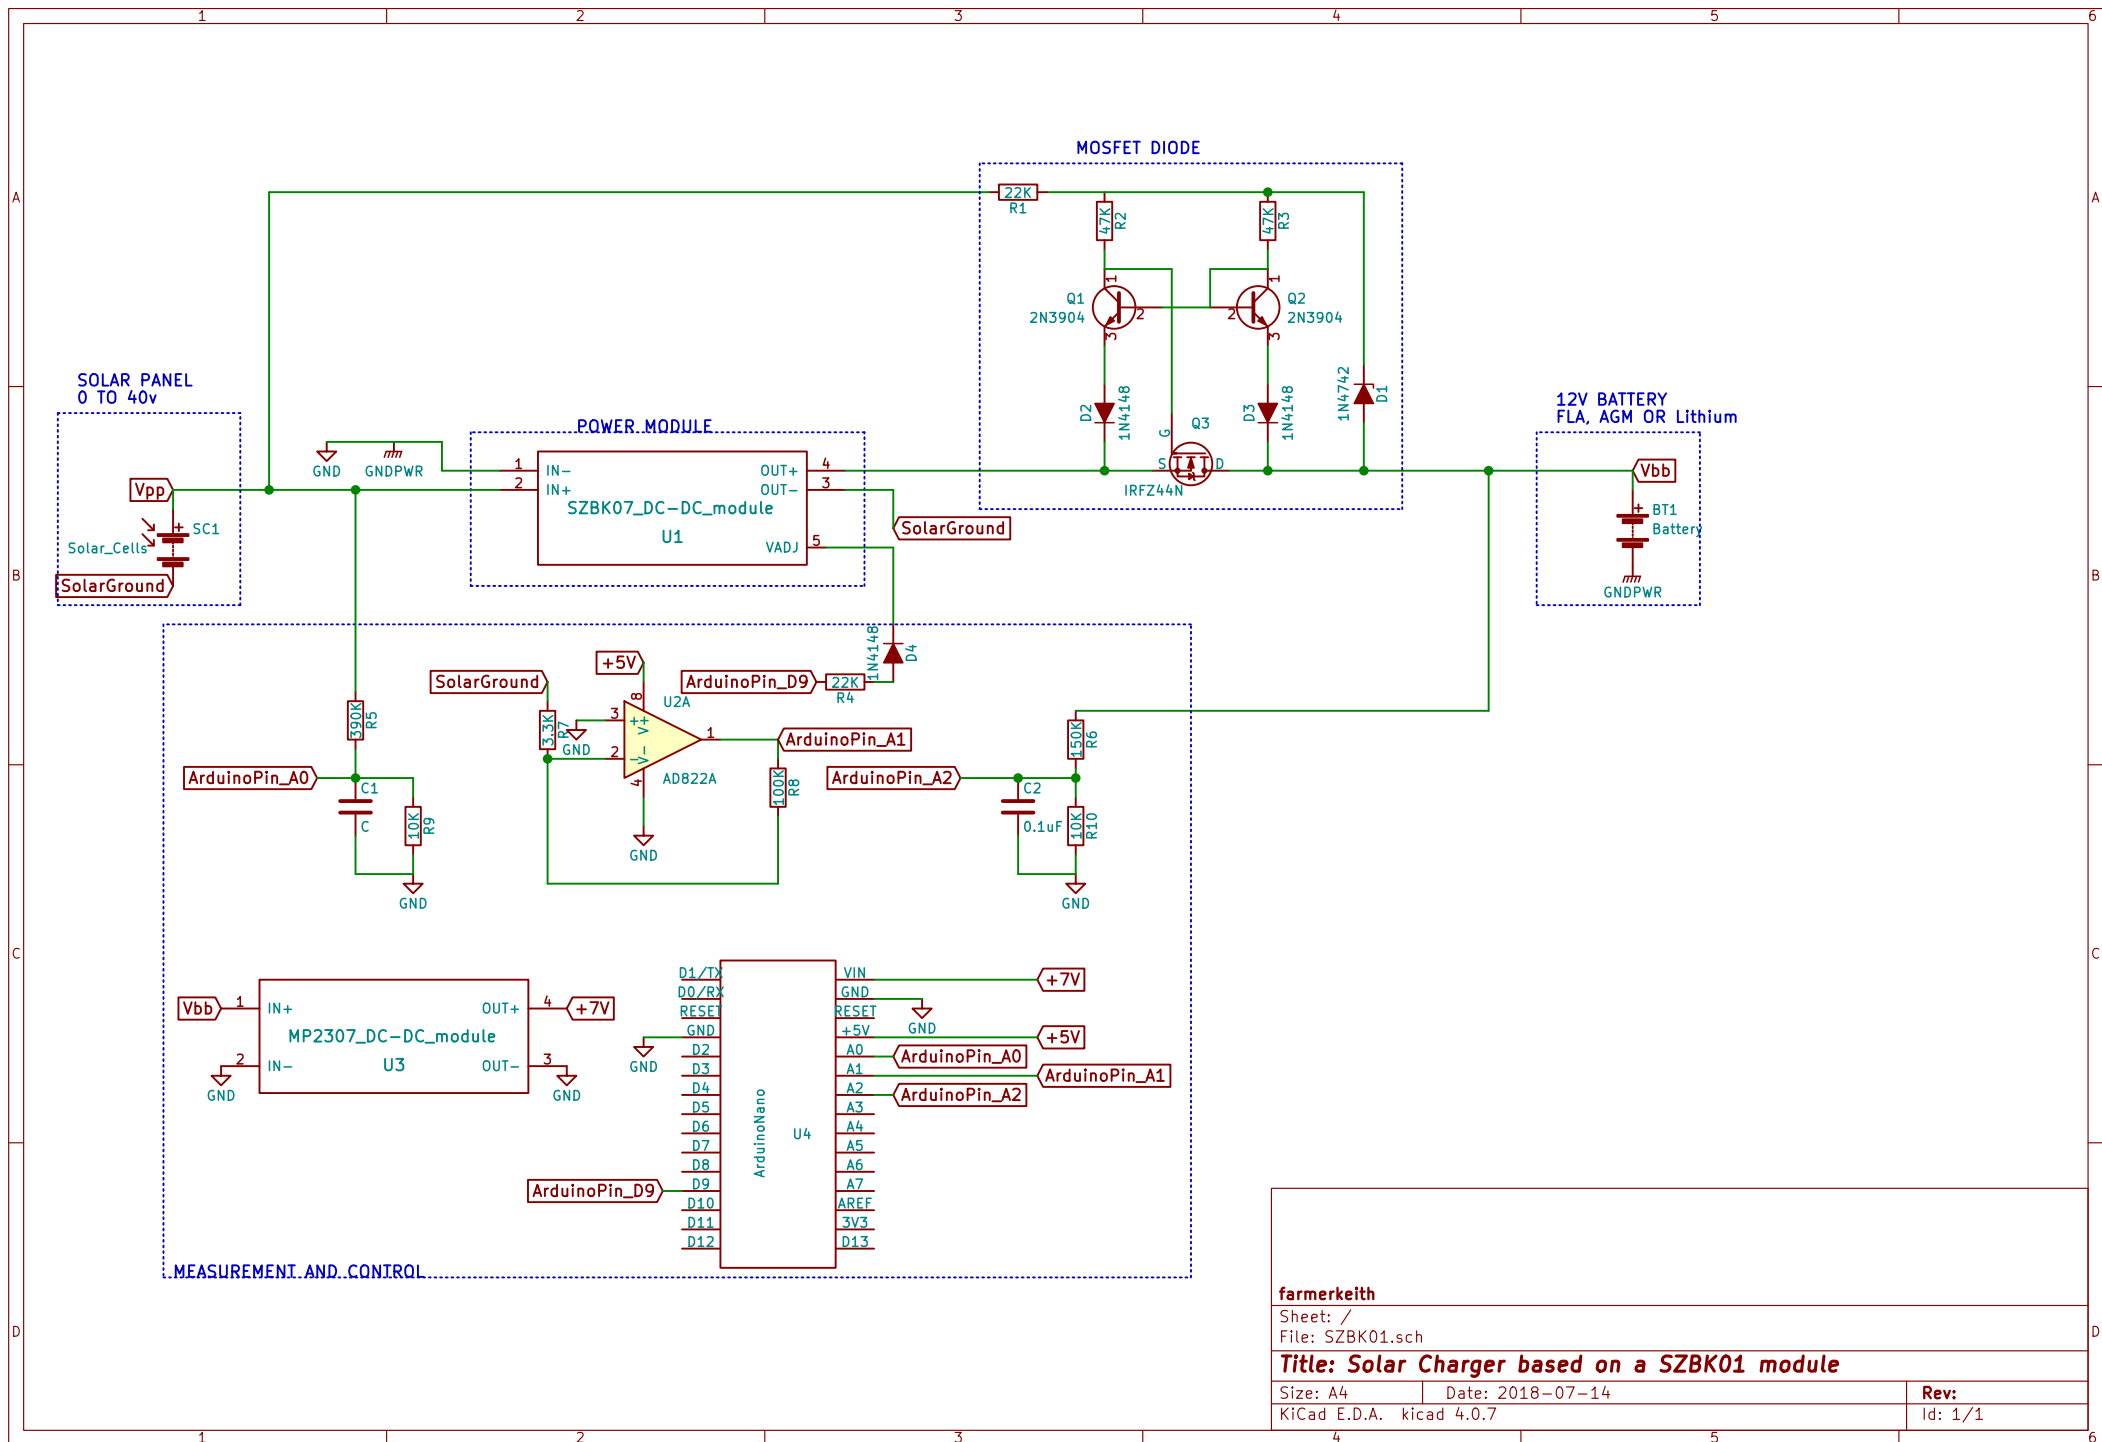 1 2 3 4 5 6
A A
B B
C C
D D
MOSFET DIODE
22K
R1
47K
R2
47K
R3
1
Q1
2N3904
2
3
1
Q2
2N3904
2
3
D2
1N4148
D3
1N4148
1N4742
D1
G
Q3
S
D
IRFZ44N
SOLAR PANEL
0 TO 40v
Vpp
+
SC1
Solar_Cells
SolarGround
GND
GNDPWR
POWER MODULE
1 IN- OUT+ 4
2 IN+ OUT- 3
SZBK07_DC-DC_module
U1
VADJ 5
SolarGround
12V BATTERY
FLA, AGM OR Lithium
Vbb
+
BT1
Battery
GNDPWR
390K
R5
ArduinoPin_A0
C1
C
10K
R9
GND
SolarGround
3.3K
R7
GND
+5V
8
U2A
3
+
V+
2
-
V-
1
4
AD822A
GND
ArduinoPin_A1
100K
R8
ArduinoPin_D9
22K
R4
1N4148
D4
150K
R6
ArduinoPin_A2
C2
0.1uF
10K
R10
GND
Vbb
1 IN+ OUT+ 4
+7V
MP2307_DC-DC_module
U3
2 IN- OUT- 3
GND
GND
D1/TX VIN
+7V
D0/RX GND
GND
RESET RESET
GND +5V
GND
+5V
D2 A0
ArduinoPin_A0
D3 A1
ArduinoPin_A1
D4 A2
ArduinoPin_A2
D5 A3
D6 A4
D7 A5
D8 A6
D9 A7
ArduinoPin_D9
D10 AREF
D11 3V3
D12 D13
ArduinoNano
U4
MEASUREMENT AND CONTROL
farmerkeith
Sheet: /
File: SZBK01.sch
Title: Solar Charger based on a SZBK01 module
Size: A4 Date: 2018-07-14 Rev:
KiCad E.D.A. kicad 4.0.7 Id: 1/1
1 2 3 4 5 6